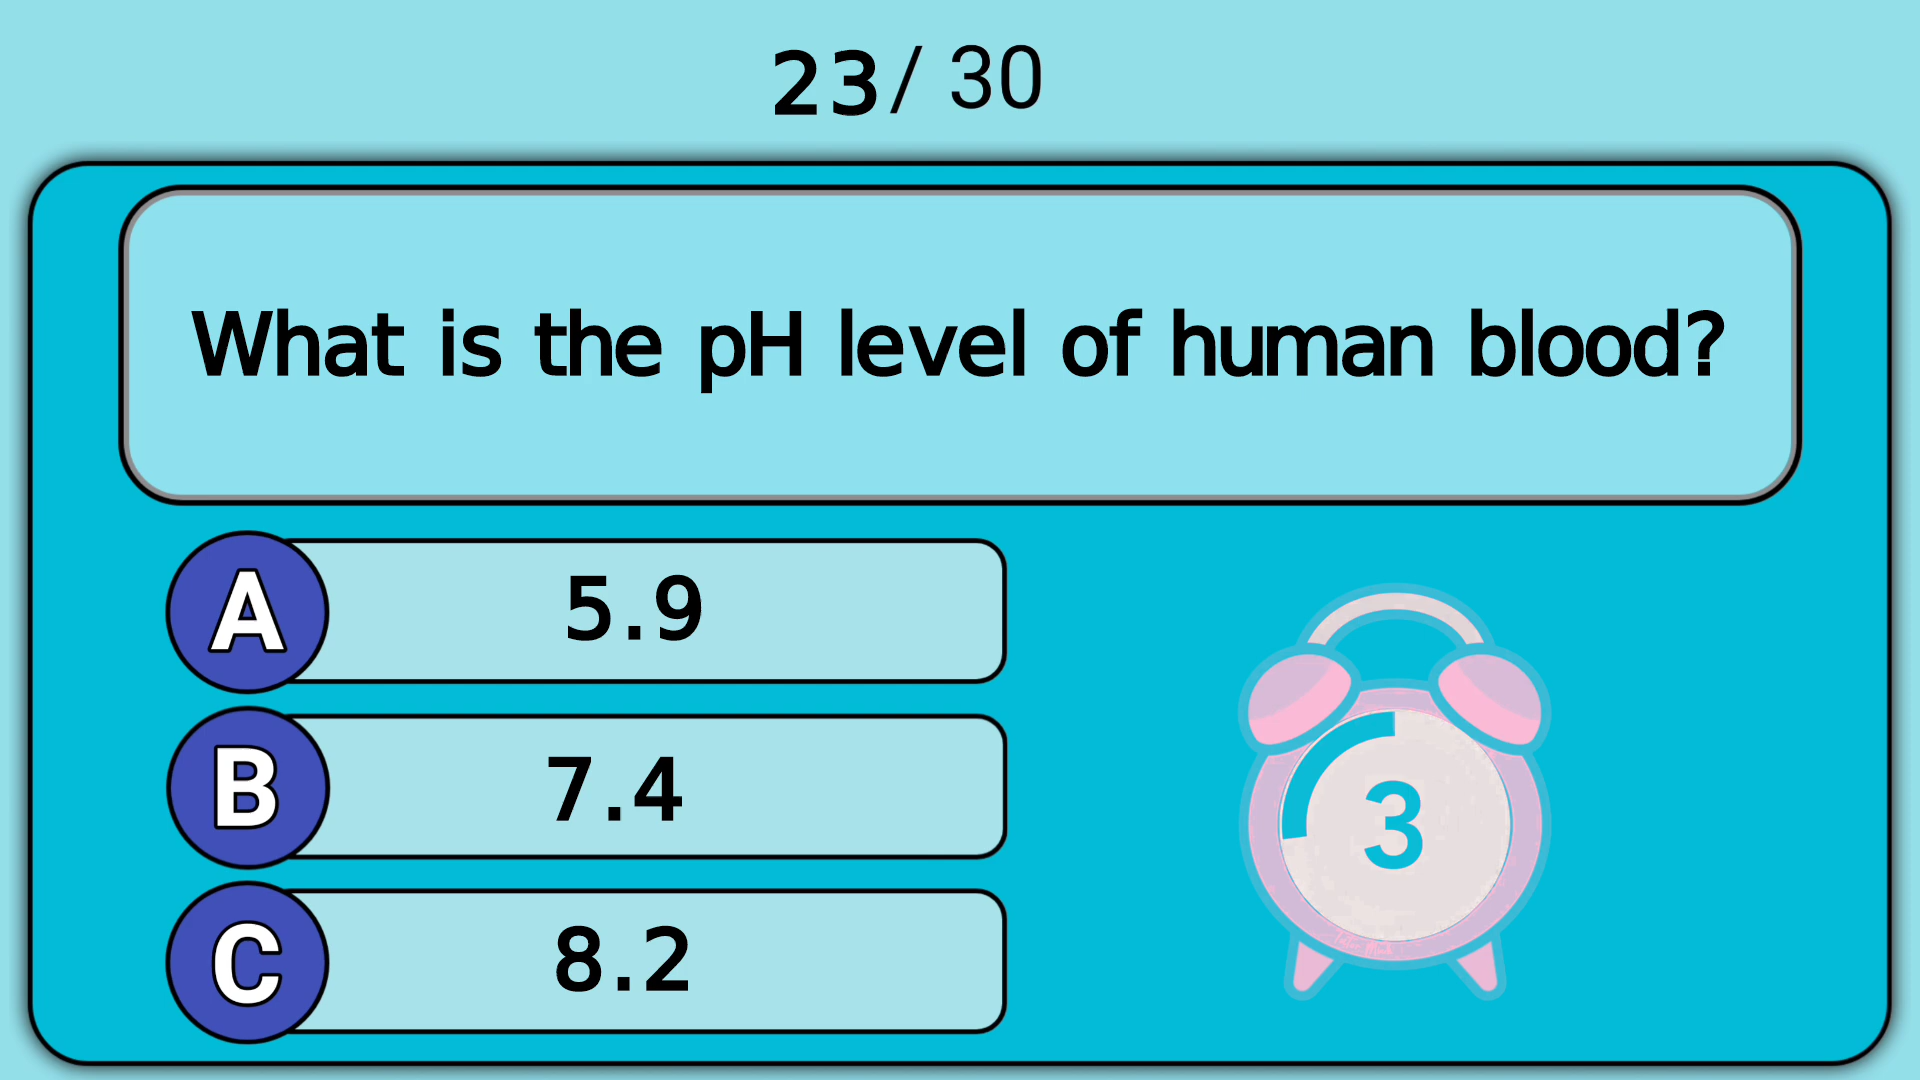 23/ 30
What is the pH level of human blood?
A 5.9
B 7.4
C 8.2
3